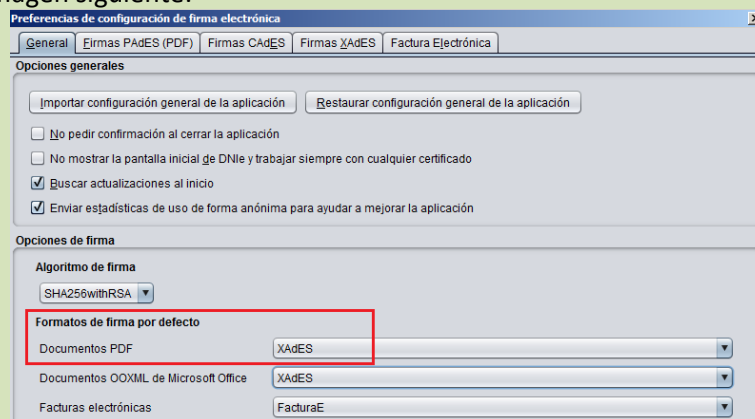 imagen siguiente:
Preferencias de configuración de firma electrónica
General Firmas PAdES (PDF) Firmas CAdES Firmas XAdES Factura Electrónica
Opciones generales
Importar configuración general de la aplicación Restaurar configuración general de la aplicación
No pedir confirmación al cerrar la aplicación
No mostrar la pantalla inicial de DNIe y trabajar siempre con cualquier certificado
Buscar actualizaciones al inicio
Enviar estadísticas de uso de forma anónima para ayudar a mejorar la aplicación
Opciones de firma
Algoritmo de firma
SHA256withRSA
Formatos de firma por defecto
Documentos PDF XAdES
Documentos OOXML de Microsoft Office XAdES
Facturas electrónicas FacturaE